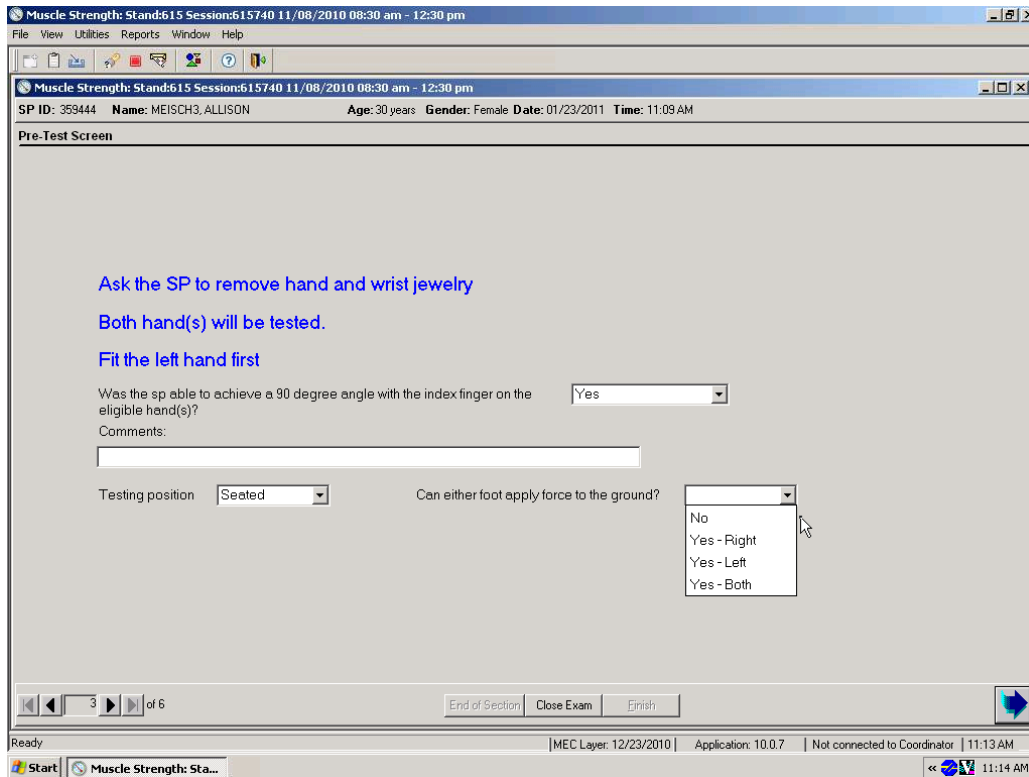 Muscle Strength: Stand:615 Session:615740 11/08/2010 08:30 am - 12:30 pm
File View Utilities Reports Window Help
Muscle Strength: Stand:615 Session:615740 11/08/2010 08:30 am - 12:30 pm
SP ID: 359444 Name: MEISCH3, ALLISON Age: 30 years Gender: Female Date: 01/23/2011 Time: 11:09 AM
Pre-Test Screen
Ask the SP to remove hand and wrist jewelry
Both hand(s) will be tested.
Fit the left hand first
Was the sp able to achieve a 90 degree angle with the index finger on the Yes
eligible hand(s)?
Comments:
Testing position Seated Can either foot apply force to the ground?
No
Yes - Right
Yes - Left
Yes - Both
3 of 6 End of Section Close Exam Finish
Ready MEC Layer: 12/23/2010 Application: 10.0.7 Not connected to Coordinator 11:13 AM
Start Muscle Strength: Sta... « 11:14 AM